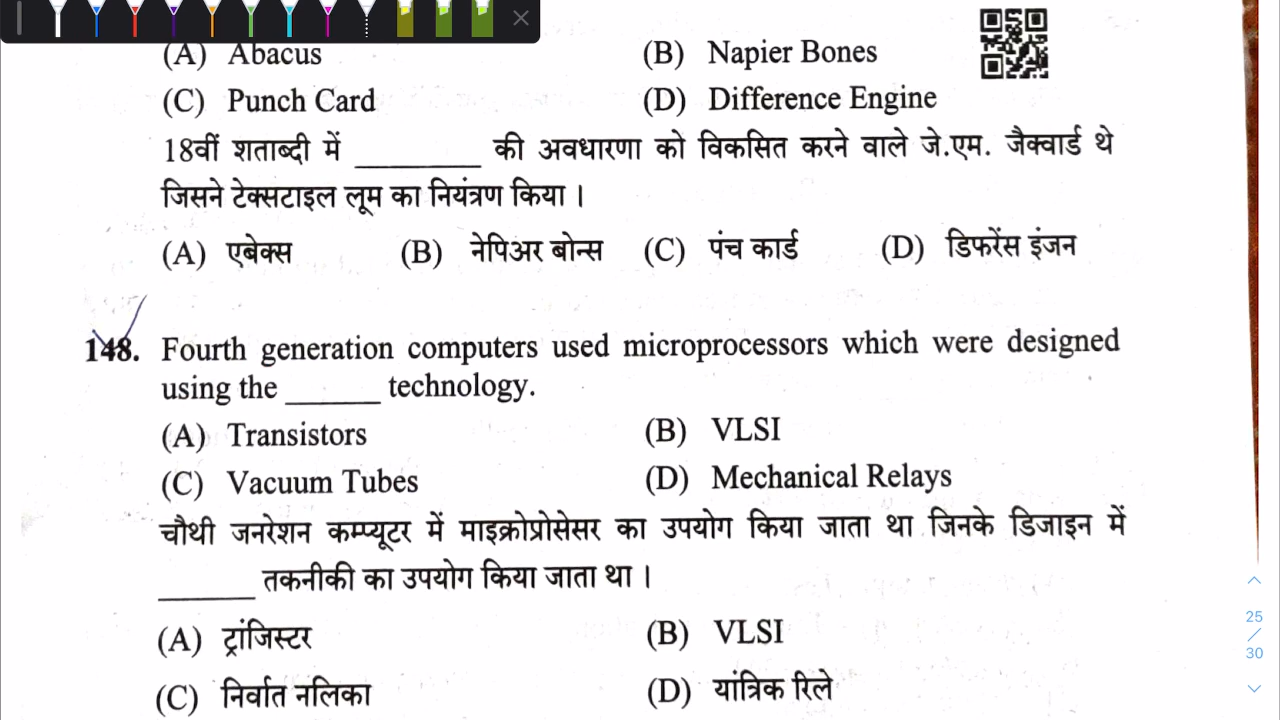 (A) Abacus (B) Napier Bones
(C) Punch Card (D) Difference Engine
18वीं शताब्दी में ________ की अवधारणा को विकसित करने वाले जे.एम. जैक्वार्ड थे
जिसने टेक्सटाइल लूम का नियंत्रण किया ।
(A) एबेक्स (B) नेपिअर बोन्स (C) पंच कार्ड (D) डिफरेंस इंजन
148. Fourth generation computers used microprocessors which were designed
using the ______ technology.
(A) Transistors (B) VLSI
(C) Vacuum Tubes (D) Mechanical Relays
चौथी जनरेशन कम्प्यूटर में माइक्रोप्रोसेसर का उपयोग किया जाता था जिनके डिजाइन में
______ तकनीकी का उपयोग किया जाता था ।
(A) ट्रांजिस्टर (B) VLSI
(C) निर्वात नलिका (D) यांत्रिक रिले
25
/
30